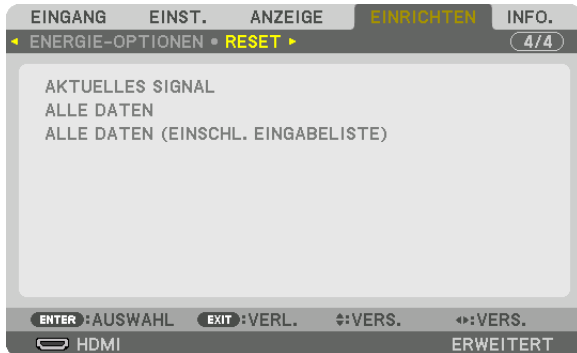 EINGANG EINST. ANZEIGE EINRICHTEN INFO.
ENERGIE-OPTIONEN • RESET 4/4
AKTUELLES SIGNAL
ALLE DATEN
ALLE DATEN (EINSCHL. EINGABELISTE)
ENTER :AUSWAHL EXIT :VERL. :VERS. :VERS.
HDMI ERWEITERT